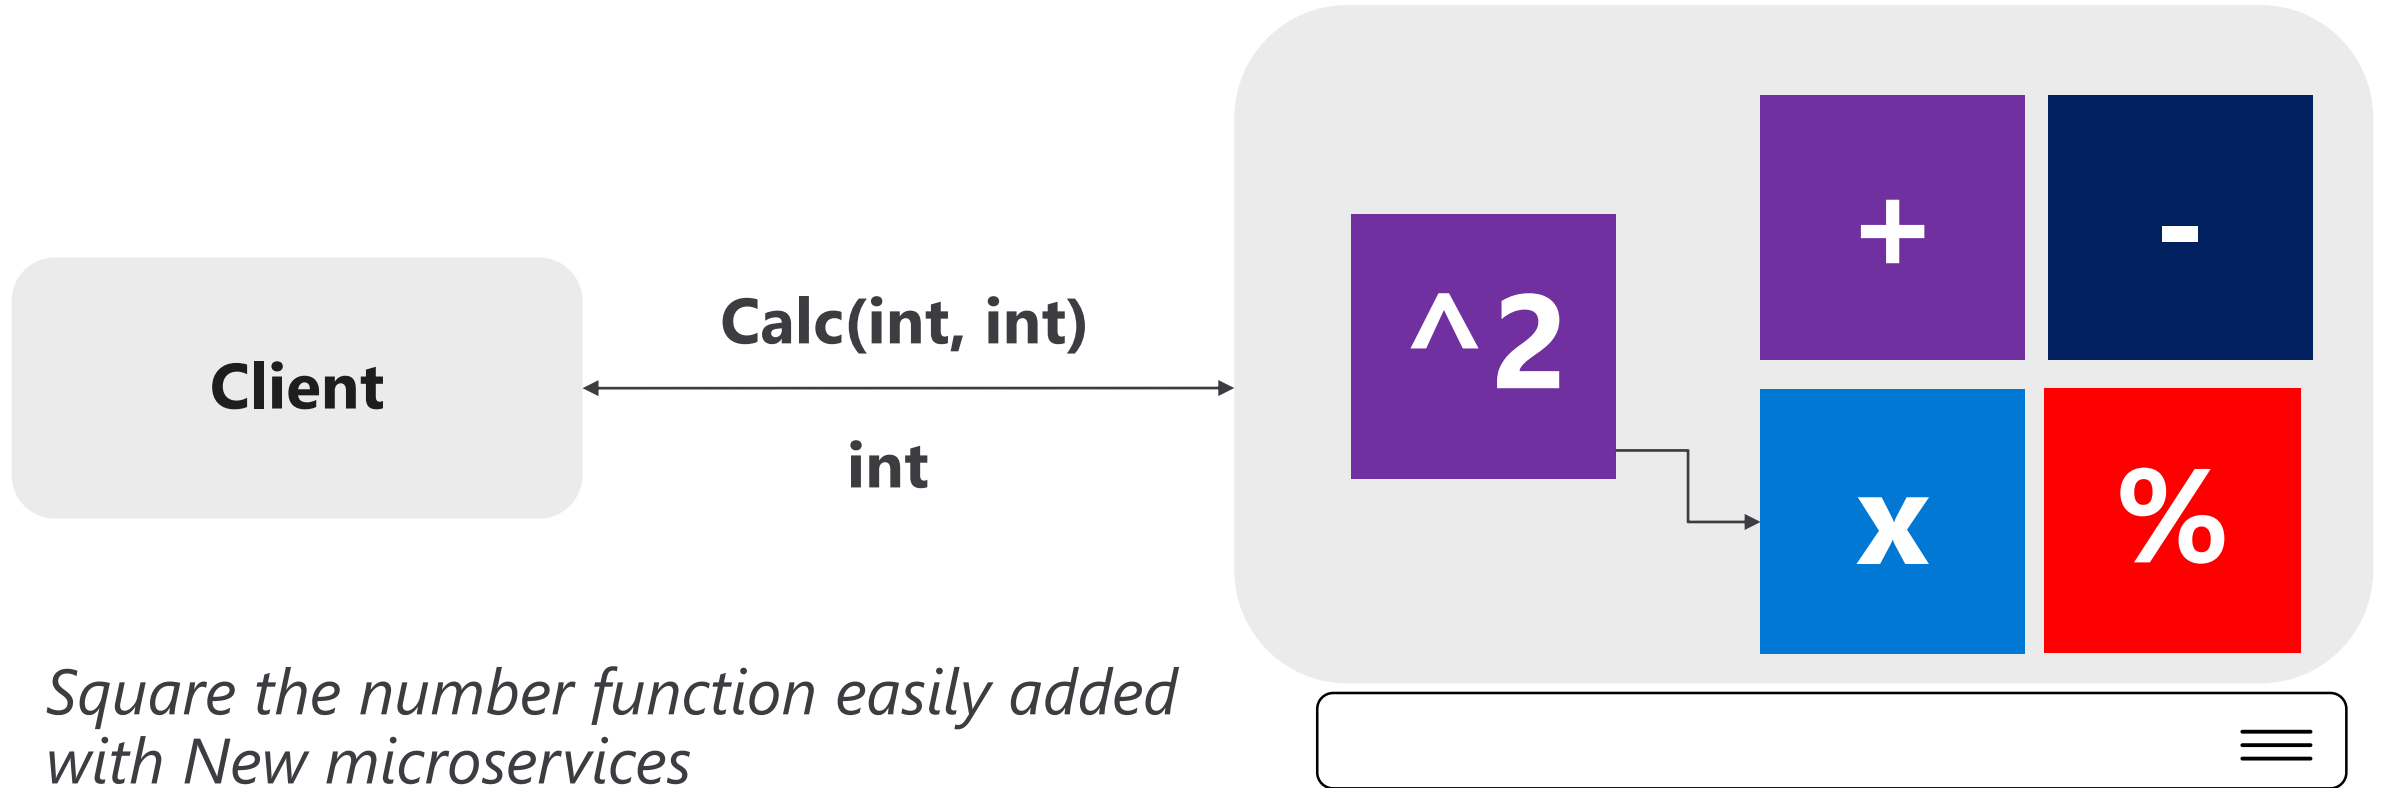 Client
Calc(int, int)
int
^2
+
-
x
%
Square the number function easily added
with New microservices